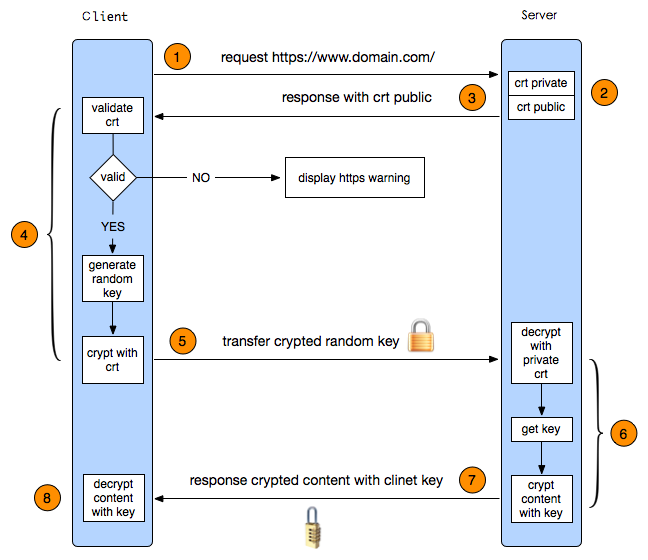 Client
Server
1
request https://www.domain.com/
crt private
crt public
2
response with crt public
3
validate
crt
valid
NO
display https warning
YES
4
generate
random
key
crypt with
crt
5
transfer crypted random key
decrypt
with
private
crt
get key
6
crypt
content
with key
response crypted content with clinet key
7
8
decrypt
content
with key